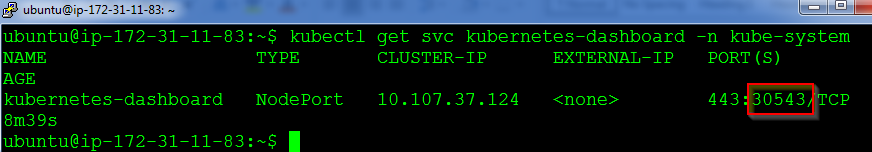 ubuntu@ip-172-31-11-83: ~
ubuntu@ip-172-31-11-83:~$ kubectl get svc kubernetes-dashboard -n kube-system
NAME TYPE CLUSTER-IP EXTERNAL-IP PORT(S)
AGE
kubernetes-dashboard NodePort 10.107.37.124 <none> 443:30543/TCP
8m39s
ubuntu@ip-172-31-11-83:~$